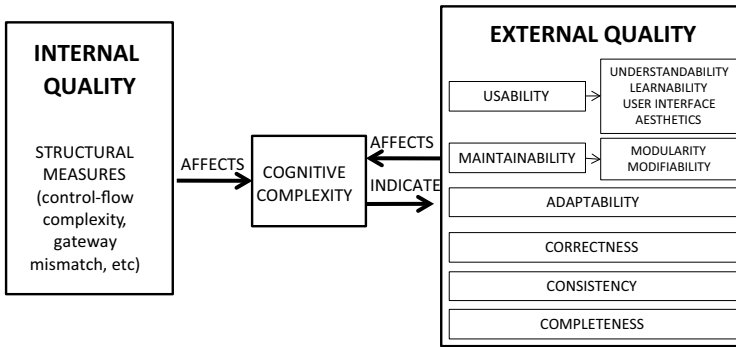 INTERNAL
QUALITY
STRUCTURAL
MEASURES
(control-flow
complexity,
gateway
mismatch, etc)
AFFECTS
COGNITIVE
COMPLEXITY
AFFECTS
INDICATE
EXTERNAL QUALITY
USABILITY
UNDERSTANDABILITY
LEARNABILITY
USER INTERFACE
AESTHETICS
MAINTAINABILITY
MODULARITY
MODIFIABILITY
ADAPTABILITY
CORRECTNESS
CONSISTENCY
COMPLETENESS